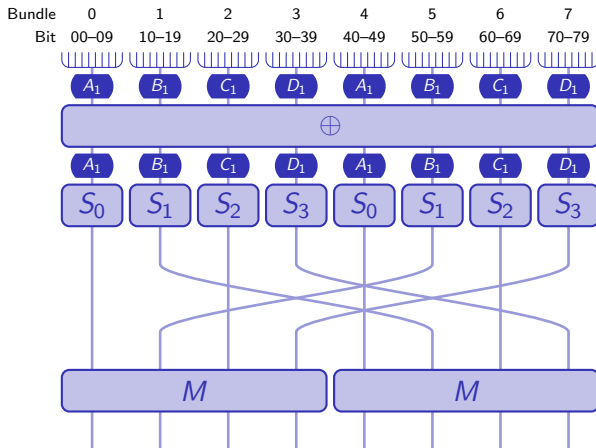 Bundle 0 1 2 3 4 5 6 7
Bit 00–09 10–19 20–29 30–39 40–49 50–59 60–69 70–79
A₁ B₁ C₁ D₁ A₁ B₁ C₁ D₁
⊕
A₁ B₁ C₁ D₁ A₁ B₁ C₁ D₁
S₀ S₁ S₂ S₃ S₀ S₁ S₂ S₃
M M